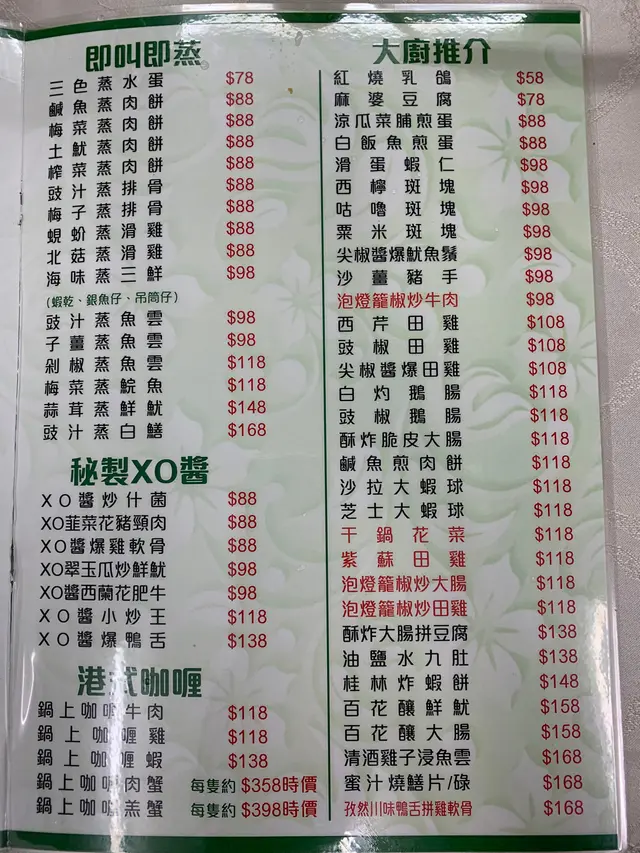 即叫即蒸
三色蒸水蛋 $78
鹹魚蒸肉餅 $88
梅菜蒸肉餅 $88
土魷蒸肉餅 $88
榨菜蒸肉餅 $88
豉汁蒸排骨 $88
梅子蒸排骨 $88
蜆蚧蒸滑雞 $88
北菇蒸滑雞 $88
海味蒸三鮮 $98
(蝦乾、銀魚仔、吊筒仔)
豉汁蒸魚雲 $98
子薑蒸魚雲 $98
剁椒蒸魚雲 $118
梅菜蒸鯇魚 $118
蒜茸蒸鮮魷 $148
豉汁蒸白鱔 $168
秘製XO醬
XO醬炒什菌 $88
XO韮菜花豬頸肉 $88
XO醬爆雞軟骨 $88
XO翠玉瓜炒鮮魷 $98
XO醬西蘭花肥牛 $98
XO醬小炒王 $118
XO醬爆鴨舌 $138
港式咖喱
鍋上咖喱牛肉 $118
鍋上咖喱雞 $118
鍋上咖喱蝦 $138
鍋上咖喱肉蟹 每隻約 $358時價
鍋上咖喱羔蟹 每隻約 $398時價
大廚推介
紅燒乳鴿 $58
麻婆豆腐 $78
涼瓜菜脯煎蛋 $88
白飯魚煎蛋 $88
滑蛋蝦仁 $98
西檸斑塊 $98
咕嚕斑塊 $98
粟米斑塊 $98
尖椒醬爆魷魚鬚 $98
沙薑豬手 $98
泡燈籠椒炒牛肉 $98
西芹田雞 $108
豉椒田雞 $108
尖椒醬爆田雞 $108
白灼鵝腸 $118
豉椒鵝腸 $118
酥炸脆皮大腸 $118
鹹魚煎肉餅 $118
沙拉大蝦球 $118
芝士大蝦球 $118
干鍋花菜 $118
紫蘇田雞 $118
泡燈籠椒炒大腸 $118
泡燈籠椒炒田雞 $118
酥炸大腸拼豆腐 $138
油鹽水九肚 $138
桂林炸蝦餅 $148
百花釀鮮魷 $158
百花釀大腸 $158
清酒雞子浸魚雲 $168
蜜汁燒鱔片/碌 $168
孜然川味鴨舌拼雞軟骨 $168